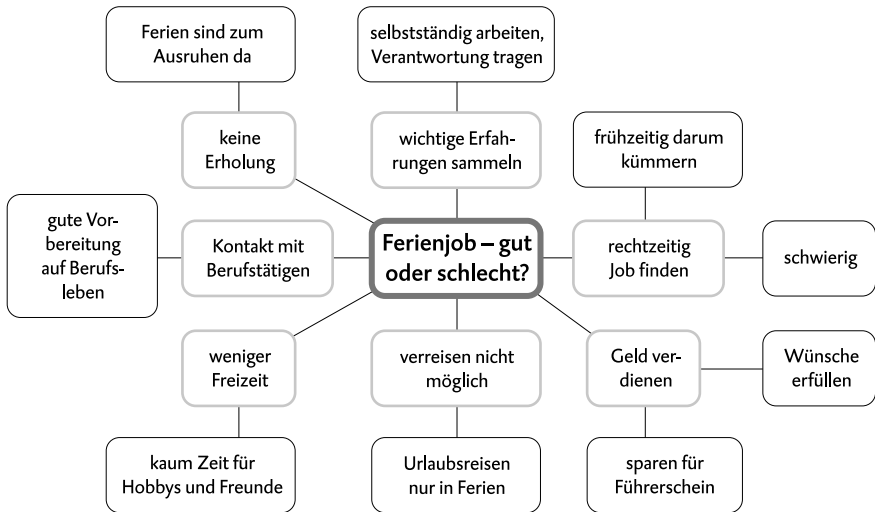 Ferien sind zum
Ausruhen da
selbstständig arbeiten,
Verantwortung tragen
keine
Erholung
wichtige Erfah-
rungen sammeln
frühzeitig darum
kümmern
gute Vor-
bereitung
auf Berufs-
leben
Kontakt mit
Berufstätigen
Ferienjob – gut
oder schlecht?
rechtzeitig
Job finden
schwierig
weniger
Freizeit
verreisen nicht
möglich
Geld ver-
dienen
Wünsche
erfüllen
kaum Zeit für
Hobbys und Freunde
Urlaubsreisen
nur in Ferien
sparen für
Führerschein